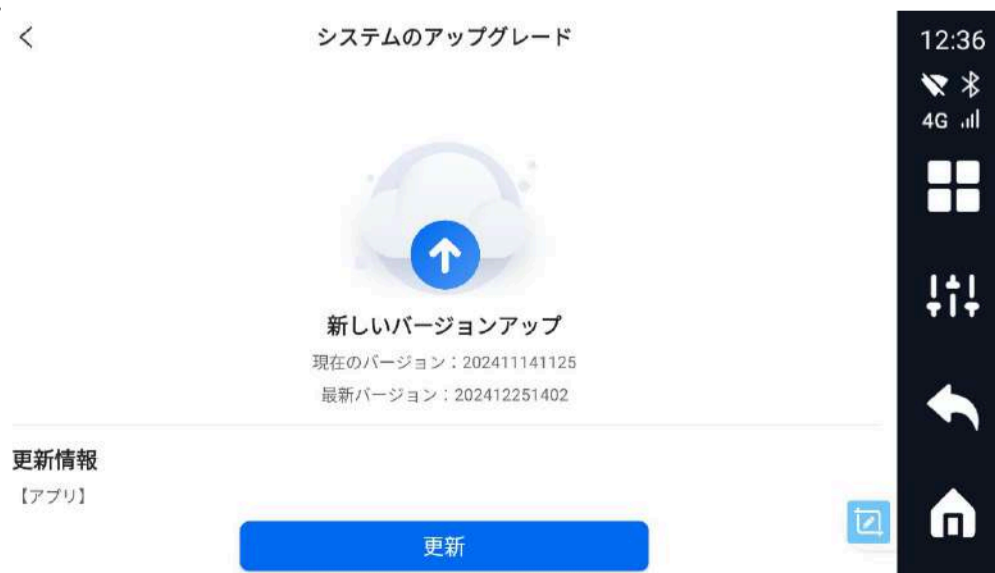 システムのアップグレード
12:36
4G
新しいバージョンアップ
現在のバージョン：202411141125
最新バージョン：202412251402
更新情報
【アプリ】
更新